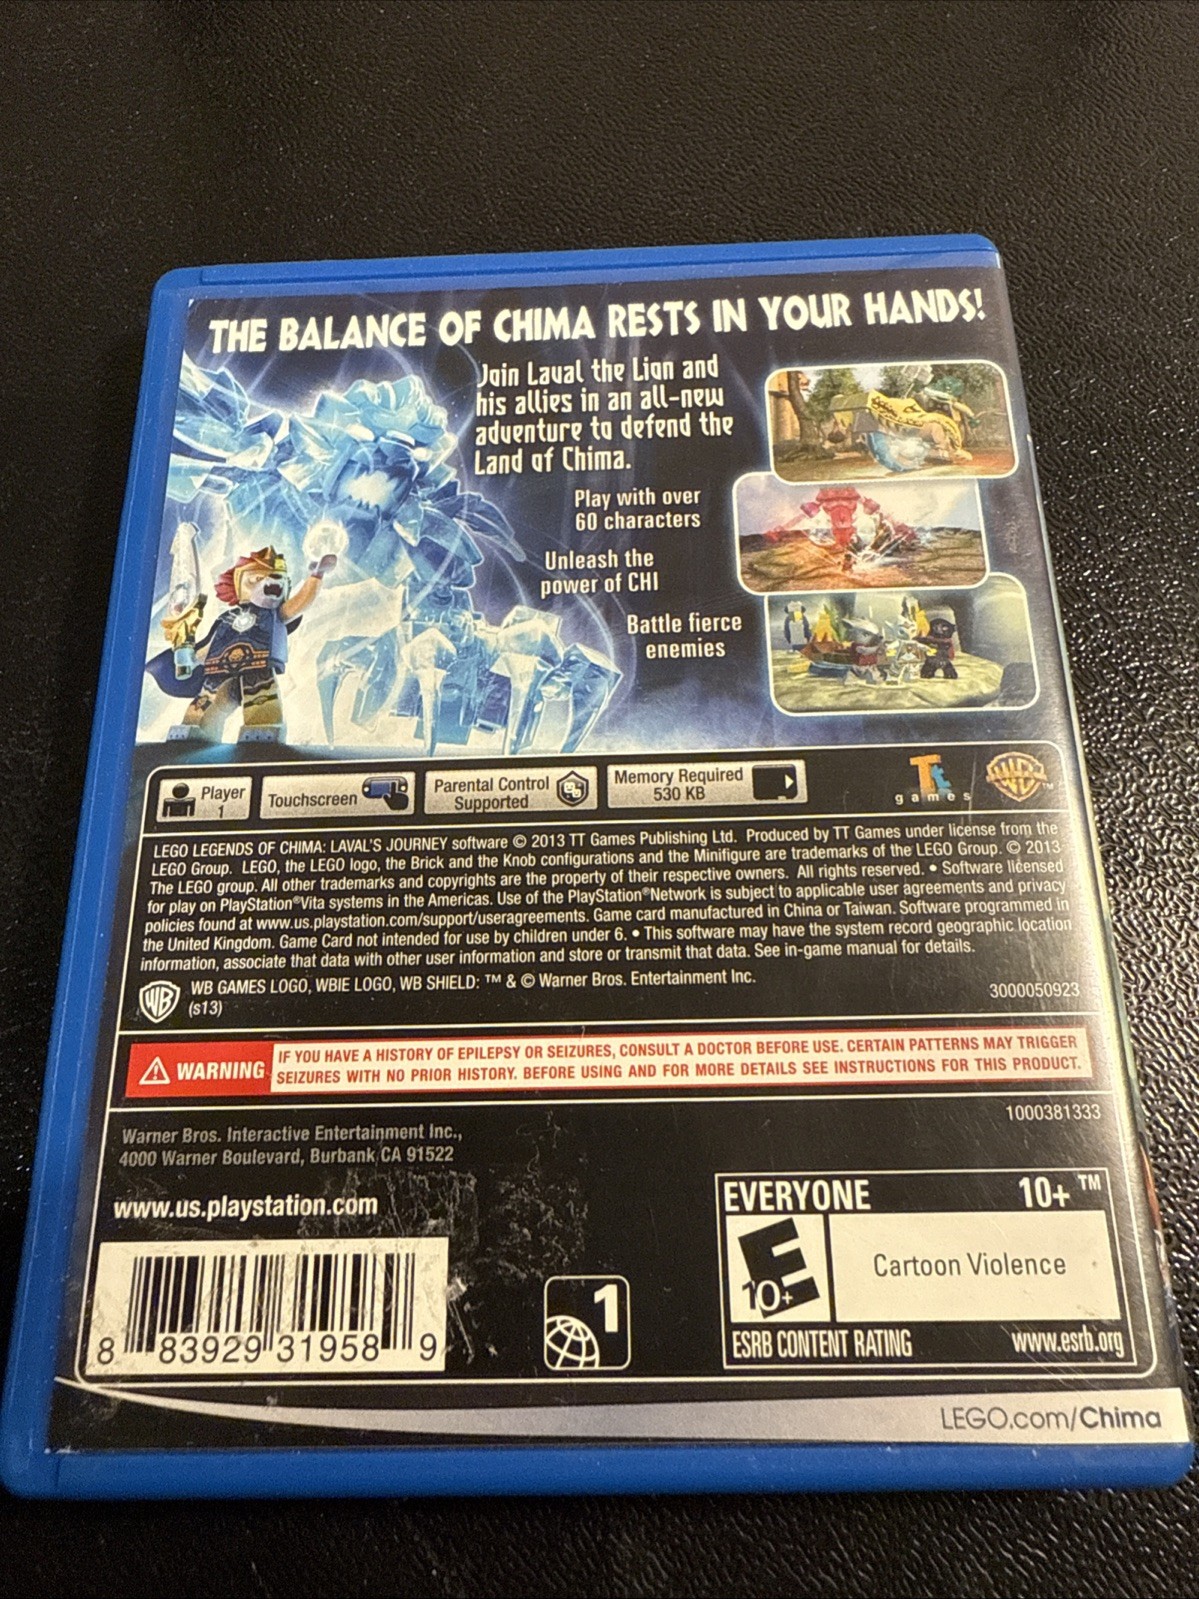 THE BALANCE OF CHIMA RESTS IN YOUR HANDS!
Join Laval the Lion and
his allies in an all-new
adventure to defend the
Land of Chima.
Play with over
60 characters
Unleash the
power of CHI
Battle fierce
enemies
Player
1
Touchscreen
Parental Control
Supported
Memory Required
530 KB
TT
games
WB
LEGO LEGENDS OF CHIMA: LAVAL'S JOURNEY software © 2013 TT Games Publishing Ltd. Produced by TT Games under license from the
LEGO Group. LEGO, the LEGO logo, the Brick and the Knob configurations and the Minifigure are trademarks of the LEGO Group. © 2013
The LEGO group. All other trademarks and copyrights are the property of their respective owners. All rights reserved. • Software licensed
for play on PlayStation®Vita systems in the Americas. Use of the PlayStation®Network is subject to applicable user agreements and privacy
policies found at www.us.playstation.com/support/useragreements. Game card manufactured in China or Taiwan. Software programmed in
the United Kingdom. Game Card not intended for use by children under 6. • This software may have the system record geographic location
information, associate that data with other user information and store or transmit that data. See in-game manual for details.
WB
WB GAMES LOGO, WBIE LOGO, WB SHIELD: ™ & © Warner Bros. Entertainment Inc.
(s13)
3000050923
WARNING
IF YOU HAVE A HISTORY OF EPILEPSY OR SEIZURES, CONSULT A DOCTOR BEFORE USE. CERTAIN PATTERNS MAY TRIGGER
SEIZURES WITH NO PRIOR HISTORY. BEFORE USING AND FOR MORE DETAILS SEE INSTRUCTIONS FOR THIS PRODUCT.
1000381333
Warner Bros. Interactive Entertainment Inc.,
4000 Warner Boulevard, Burbank CA 91522
www.us.playstation.com
8 83929 31958 9
1
EVERYONE 10+ ™
E
10+
Cartoon Violence
ESRB CONTENT RATING www.esrb.org
LEGO.com/Chima